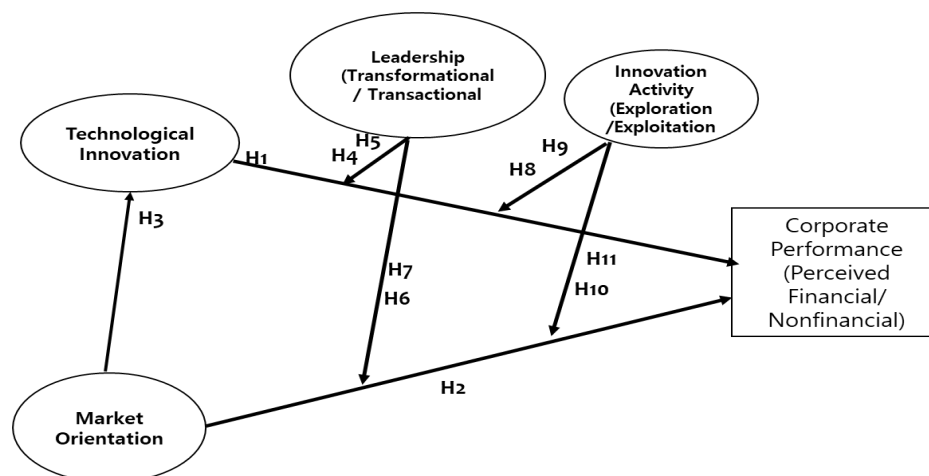 Leadership
(Transformational
/ Transactional
Innovation
Activity
(Exploration
/Exploitation
Technological
Innovation
H1
H5
H4
H9
H8
H3
H7
H6
H11
H10
Corporate
Performance
(Perceived
Financial/
Nonfinancial)
H2
Market
Orientation